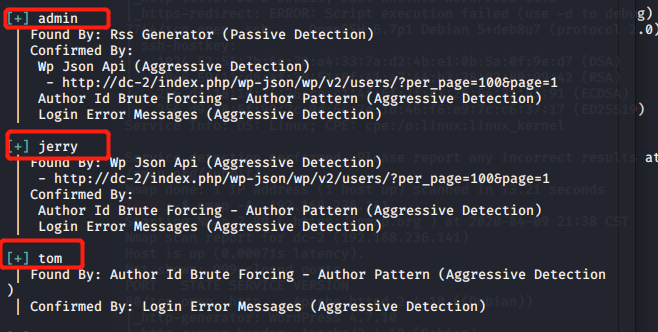 [+] admin
| Found By: Rss Generator (Passive Detection)
| Confirmed By:
|  Wp Json Api (Aggressive Detection)
|   - http://dc-2/index.php/wp-json/wp/v2/users/?per_page=100&page=1
|  Author Id Brute Forcing - Author Pattern (Aggressive Detection)
|  Login Error Messages (Aggressive Detection)
[+] jerry
| Found By: Wp Json Api (Aggressive Detection)
|  - http://dc-2/index.php/wp-json/wp/v2/users/?per_page=100&page=1
| Confirmed By:
|  Author Id Brute Forcing - Author Pattern (Aggressive Detection)
|  Login Error Messages (Aggressive Detection)
[+] tom
| Found By: Author Id Brute Forcing - Author Pattern (Aggressive Detection
)
| Confirmed By: Login Error Messages (Aggressive Detection)